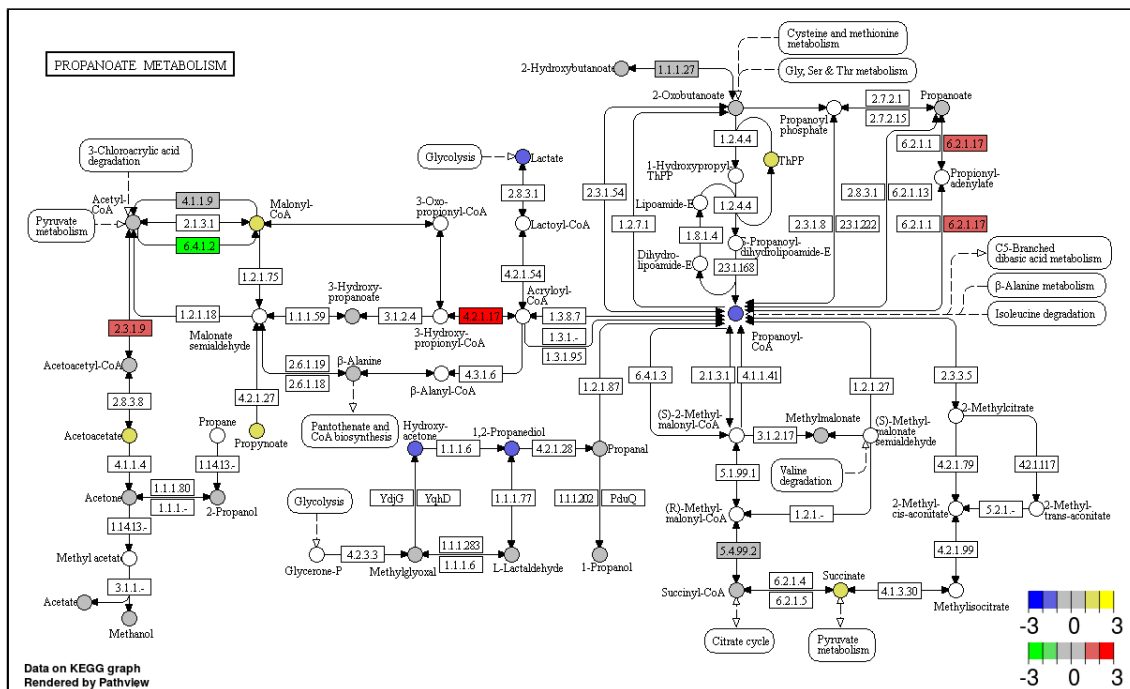 PROPANOATE METABOLISM
Cysteine and methionine
metabolism
2-Hydroxybutanoate
1.1.1.27
Gly, Ser & Thr metabolism
2-Oxobutanoate
2.7.2.1
Propanoate
Propanoyl
phosphate
2.7.2.15
3-Chloroacrylic acid
degradation
Glycolysis
Lactate
1.2.4.4
ThPP
6.2.1.1
6.2.1.17
1-Hydroxypropyl-
ThPP
Propionyl-
adenylate
Acetyl-
CoA
4.1.1.9
Malonyl-
CoA
2.8.3.1
2.3.1.54
2.8.3.1
6.2.1.13
Pyruvate
metabolism
2.1.3.1
3-Oxo-
propionyl-CoA
Lactoyl-CoA
Lipoamide-E
1.2.4.4
1.2.7.1
2.3.1.8
2.3.1.222
6.2.1.1
6.2.1.17
6.4.1.2
1.8.1.4
S-Propanoyl-
dihydrolipoamide-E
Dihydro-
lipoamide-E
2.3.1.168
C5-Branched
dibasic acid metabolism
1.2.1.75
4.2.1.54
3-Hydroxy-
propanoate
Acryloyl-
CoA
β-Alanine metabolism
2.3.1.9
1.2.1.18
Malonate
semialdehyde
1.1.1.59
3.1.2.4
3-Hydroxy-
propionyl-CoA
4.2.1.17
1.3.8.7
Isoleucine degradation
1.3.1.-
1.3.1.95
Propanoyl-
CoA
Acetoacetyl-CoA
2.6.1.19
2.6.1.18
β-Alanine
4.3.1.6
β-Alanyl-CoA
6.4.1.3
2.1.3.1
4.1.1.41
1.2.1.27
2.3.3.5
1.2.1.87
2.8.3.8
4.2.1.27
Propane
Pantothenate and
CoA biosynthesis
(S)-2-Methyl-
malonyl-CoA
Methylmalonate
(S)-Methyl-
malonate
semialdehyde
2-Methylcitrate
Acetoacetate
Propynoate
Hydroxy-
acetone
1.1.1.6
1,2-Propanediol
4.2.1.28
Propanal
3.1.2.17
4.1.1.4
1.14.13.-
Valine
degradation
5.1.99.1
4.2.1.79
4.2.1.117
Acetone
1.1.1.80
1.1.1.-
2-Propanol
Glycolysis
YdjG
YqhD
1.1.1.77
1.1.1.202
PduQ
(R)-Methyl-
malonyl-CoA
1.2.1.-
2-Methyl-
cis-aconitate
5.2.1.-
2-Methyl-
trans-aconitate
1.14.13.-
Methyl acetate
Glycerone-P
4.2.3.3
Methylglyoxal
1.1.1.283
1.1.1.6
L-Lactaldehyde
1-Propanol
5.4.99.2
4.2.1.99
3.1.1.-
Acetate
Methanol
Succinyl-CoA
6.2.1.4
6.2.1.5
Succinate
4.1.3.30
Methylisocitrate
Citrate cycle
Pyruvate
metabolism
-3 0 3
-3 0 3
Data on KEGG graph
Rendered by Pathview